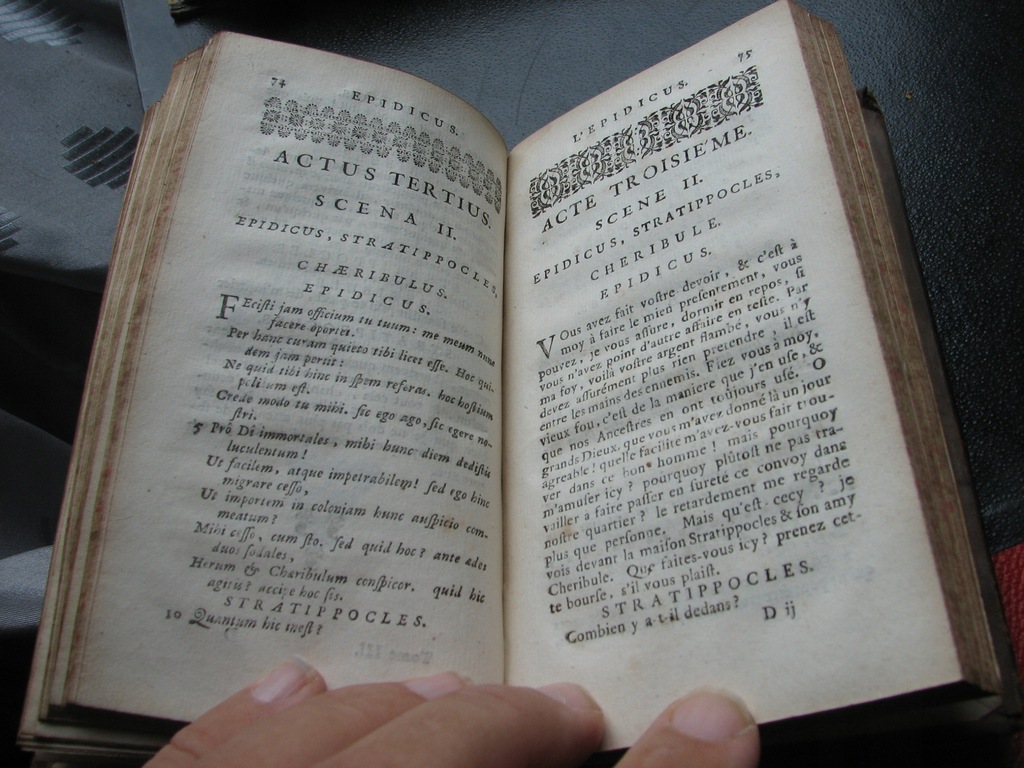 74
EPIDICUS.
ACTUS TERTIUS.
SCENA II.
EPIDICUS, STRATIPPOCLES,
CHÆRIBULUS.
EPIDICUS.
FEcisti jam officium tu tuum: me meum nunc
facere oportet.
Per hanc curam quieto tibi licet esse. Hoc qui-
dem jam periit:
Ne quid tibi hinc in spem referas. hoc hostium
pessum est.
Crede modo tu mihi. sic ego ago, sic egere no-
stri.
5 Prô Di immortales, mihi hunc diem dedistis
luculentum!
Ut facilem, atque impetrabilem! sed ego hinc
migrare cesso,
Ut importem in coloniam hunc auspicio com-
meatum?
Mihi cesso, cum sto. sed quid hoc? ante ædes
duos sodales,
Herum & Chæribulum conspicor. quid hic
agitis? accipe hoc sis.
STRATIPPOCLES.
10 Quantum hic inest?
75
L'EPIDICUS.
ACTE TROISIE'ME.
SCENE II.
EPIDICUS, STRATIPPOCLES,
CHERIBULE.
EPIDICUS.
VOus avez fait vostre devoir, & c'est à
moy à faire le mien presentement, vous
pouvez, je vous assure, dormir en repos, si
vous n'avez point d'autre affaire en teste. Par
ma foy, voilà vostre argent flambé, vous n'y
devez assurément plus rien pretendre: il est
entre les mains des ennemis. Fiez vous à moy,
vieux fou, c'est de la maniere que j'en use, &
que nos Ancestres en ont toûjours usé. O
grands Dieux, que vous m'avez donné là un jour
agreable! quelle facilité m'avez-vous fait trou-
ver dans ce bon homme! mais pourquoy
m'amuser icy? pourquoy plûtost ne pas tra-
vailler a faire passer en sureté ce convoy dans
nostre quartier? le retardement me regarde
plus que personne. Mais qu'est-cecy? je
vois devant la maison Stratippocles & son amy
Cheribule. Que faites-vous icy? prenez cet-
te bourse, s'il vous plaist.
STRATIPPOCLES.
Combien y a-t-il dedans?
D ij